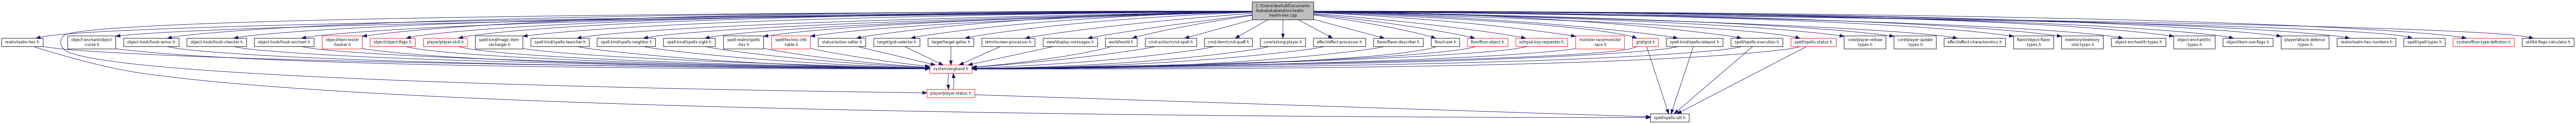 C:/Users/deskull/Documents
/bakabakaband/src/realm
/realm-hex.cpp
realm/realm-hex.h
object-enchant/object
-curse.h
object-hook/hook-armor.h
object-hook/hook-checker.h
object-hook/hook-enchant.h
object/item-tester
-hooker.h
object/object-flags.h
player/player-skill.h
spell-kind/magic-item
-recharger.h
spell-kind/spells-launcher.h
spell-kind/spells-neighbor.h
spell-kind/spells-sight.h
spell-realm/spells
-hex.h
spell/technic-info
-table.h
status/action-setter.h
target/grid-selector.h
target/target-getter.h
term/screen-processor.h
view/display-messages.h
world/world.h
cmd-action/cmd-spell.h
cmd-item/cmd-quaff.h
core/asking-player.h
effect/effect-processor.h
flavor/flavor-describer.h
floor/cave.h
floor/floor-object.h
io/input-key-requester.h
monster-race/monster
-race.h
grid/grid.h
spell-kind/spells-teleport.h
spell/spells-execution.h
spell/spells-status.h
core/player-redraw
-types.h
core/player-update
-types.h
effect/effect-characteristics.h
flavor/object-flavor
-types.h
inventory/inventory
-slot-types.h
object-enchant/tr-types.h
object-enchant/trc
-types.h
object/item-use-flags.h
player/attack-defense
-types.h
realm/realm-hex-numbers.h
spell/spell-types.h
system/floor-type-definition.h
util/bit-flags-calculator.h
system/angband.h
player/player-status.h
spell/spells-util.h